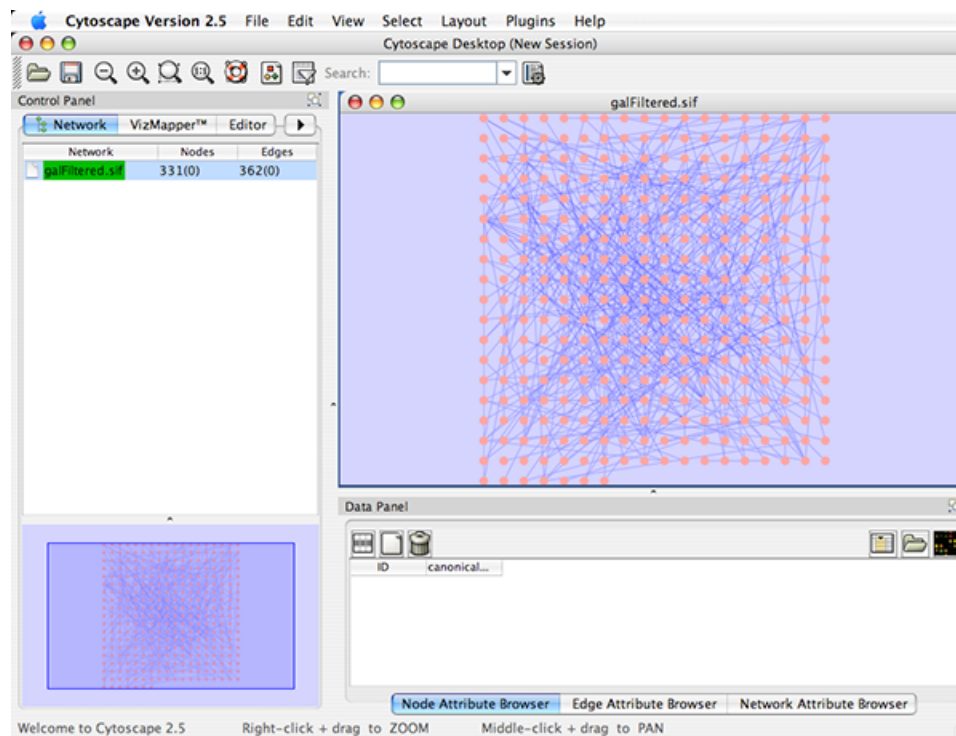 Cytoscape Version 2.5 File Edit View Select Layout Plugins Help
Cytoscape Desktop (New Session)
Search:
Control Panel
galFiltered.sif
Network VizMapper™ Editor
Network Nodes Edges
galFiltered.sif 331(0) 362(0)
Data Panel
ID canonical...
Node Attribute Browser Edge Attribute Browser Network Attribute Browser
Welcome to Cytoscape 2.5 Right-click + drag to ZOOM Middle-click + drag to PAN